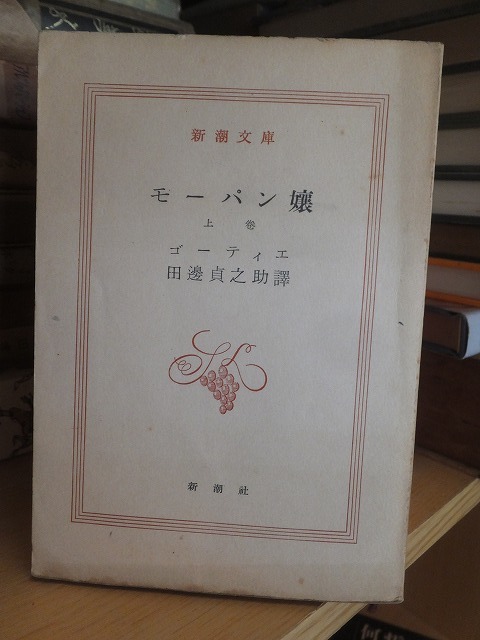 新潮文庫
モーパン嬢
上巻
ゴーティエ
田邊貞之助譯
新潮社